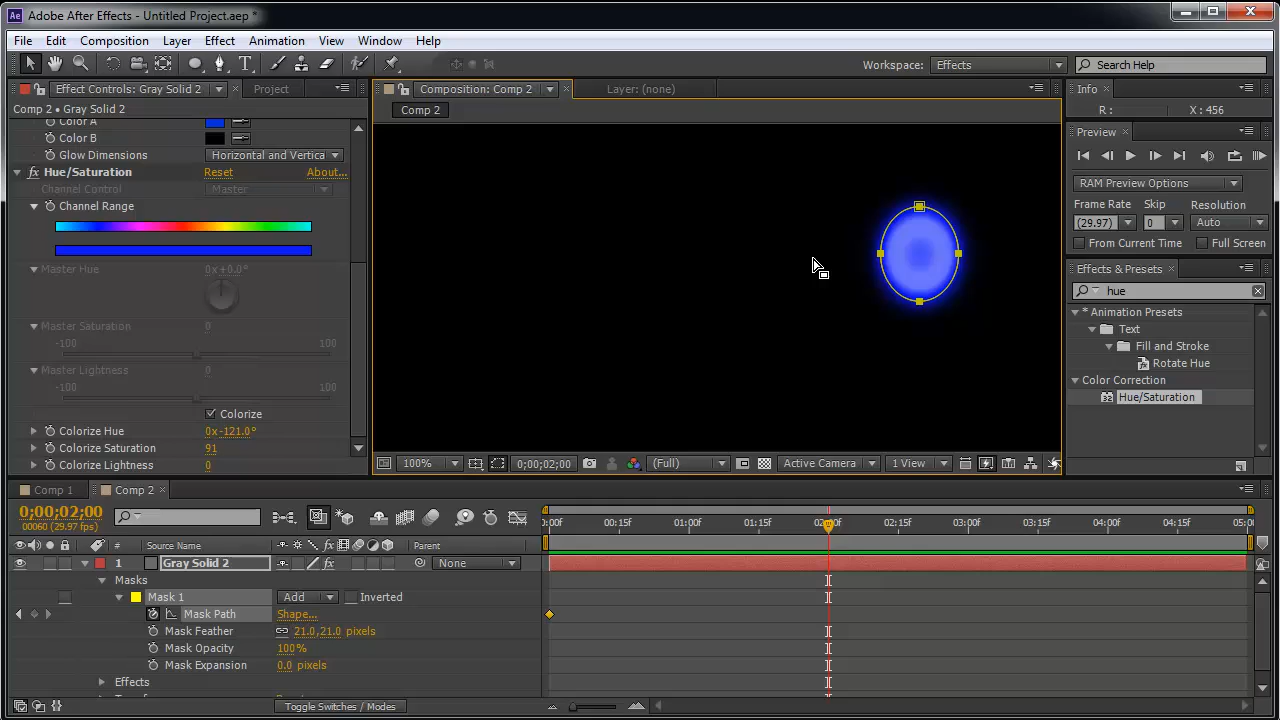 Adobe After Effects - Untitled Project.aep *
File Edit Composition Layer Effect Animation View Window Help
Workspace: Effects Search Help
Effect Controls: Gray Solid 2 Project
Comp 2 • Gray Solid 2
Color A
Color B
Glow Dimensions Horizontal and Vertica
fx Hue/Saturation Reset About...
Channel Control Master
Channel Range
Master Hue 0x+0.0°
Master Saturation 0
-100 100
Master Lightness 0
-100 100
Colorize
Colorize Hue 0x-121.0°
Colorize Saturation 91
Colorize Lightness 0
Composition: Comp 2 Layer: (none)
Comp 2
100% 0;00;02;00 (Full) Active Camera 1 View
Info
R : X : 456
Preview
RAM Preview Options
Frame Rate Skip Resolution
(29.97) 0 Auto
From Current Time Full Screen
Effects & Presets
hue
* Animation Presets
Text
Fill and Stroke
Rotate Hue
Color Correction
Hue/Saturation
Comp 1 Comp 2
0;00;02;00
00060 (29.97 fps)
# Source Name Parent
0:00F 00:15F 01:00F 01:15F 02:00F 02:15F 03:00F 03:15F 04:00F 04:15F 05:0
1 Gray Solid 2 None
Masks
Mask 1 Add Inverted
Mask Path Shape...
Mask Feather 21.0,21.0 pixels
Mask Opacity 100%
Mask Expansion 0.0 pixels
Effects
Toggle Switches / Modes